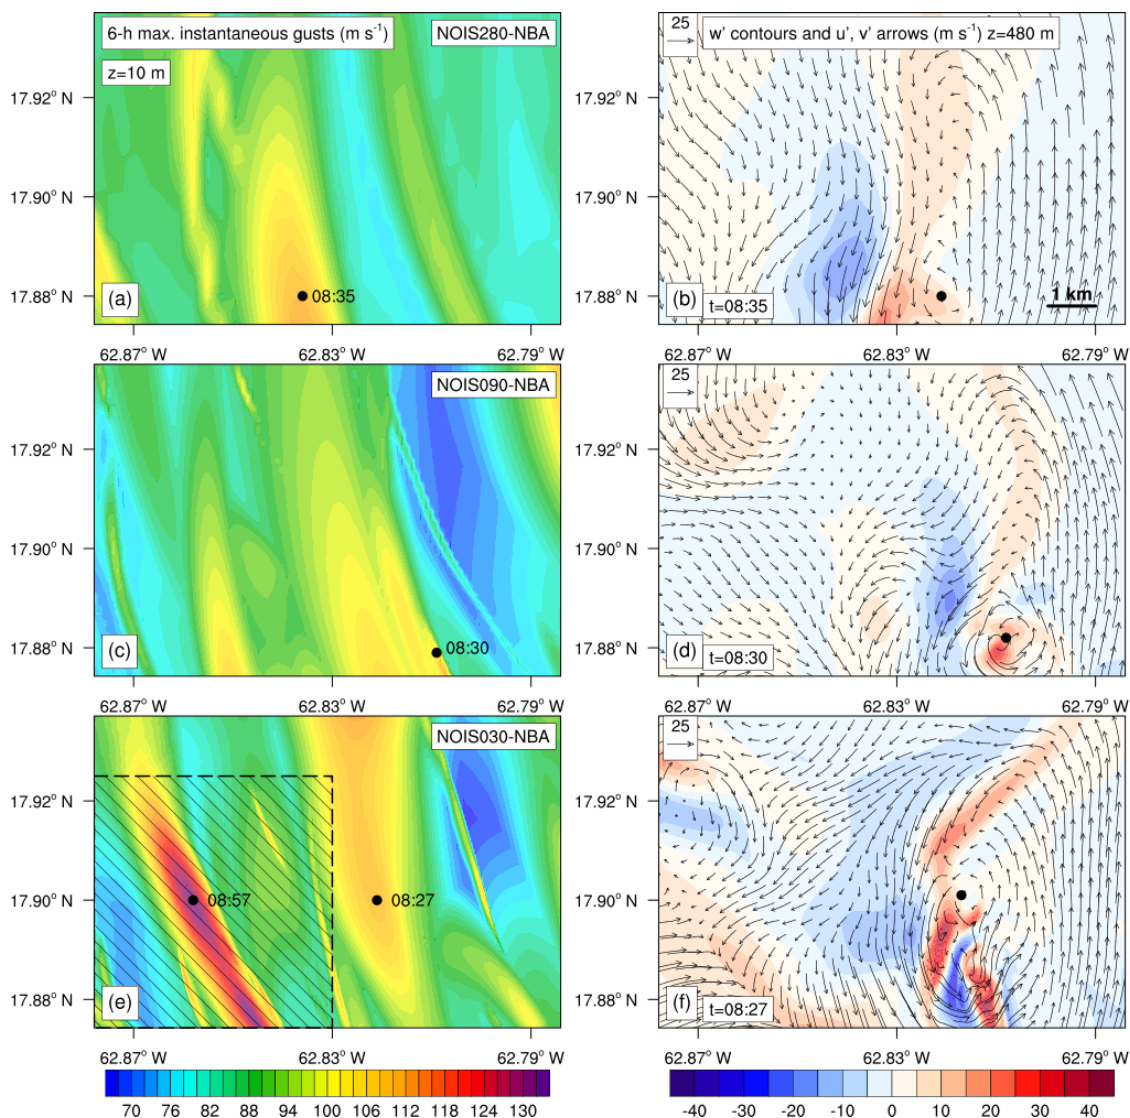 6-h max. instantaneous gusts (m s⁻¹)
NOIS280-NBA
z=10 m
17.92° N
17.90° N
17.88° N
(a)
08:35
62.87° W
62.83° W
62.79° W
25
w' contours and u', v' arrows (m s⁻¹) z=480 m
17.92° N
17.90° N
17.88° N
(b)
t=08:35
1 km
62.87° W
62.83° W
62.79° W
NOIS090-NBA
17.92° N
17.90° N
17.88° N
(c)
08:30
62.87° W
62.83° W
62.79° W
25
17.92° N
17.90° N
17.88° N
(d)
t=08:30
62.87° W
62.83° W
62.79° W
NOIS030-NBA
17.92° N
17.90° N
17.88° N
08:57
08:27
(e)
62.87° W
62.83° W
62.79° W
70 76 82 88 94 100 106 112 118 124 130
25
17.92° N
17.90° N
17.88° N
(f)
t=08:27
62.87° W
62.83° W
62.79° W
-40 -30 -20 -10 0 10 20 30 40